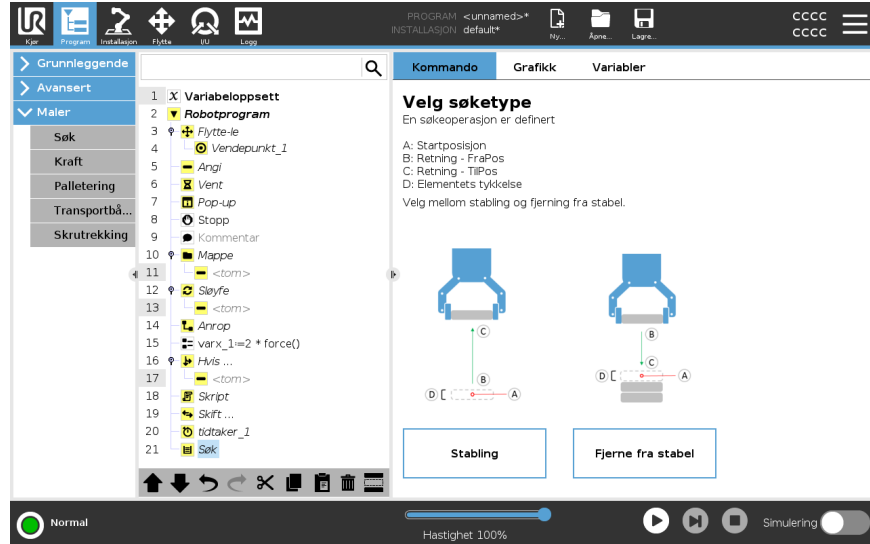 UR
Kjør
Program
Installasjon
Flytte
I/U
Logg
PROGRAM <unnamed>*
INSTALLASJON default*
Ny...
Åpne...
Lagre...
cccc
cccc
Grunnleggende
Avansert
Maler
Søk
Kraft
Palletering
Transportbå...
Skrutrekking
1 X Variabeloppsett
2 Robotprogram
3 Flytte-le
4 Vendepunkt_1
5 Angi
6 Vent
7 Pop-up
8 Stopp
9 Kommentar
10 Mappe
11 <tom>
12 Sløyfe
13 <tom>
14 Anrop
15 varx_1:=2 * force()
16 Hvis ...
17 <tom>
18 Skript
19 Skift ...
20 tidtaker_1
21 Søk
Kommando
Grafikk
Variabler
Velg søketype
En søkeoperasjon er definert
A: Startposisjon
B: Retning - FraPos
C: Retning - TilPos
D: Elementets tykkelse
Velg mellom stabling og fjerning fra stabel.
C
B
D
A
B
C
D
A
Stabling
Fjerne fra stabel
Normal
Hastighet 100%
Simulering